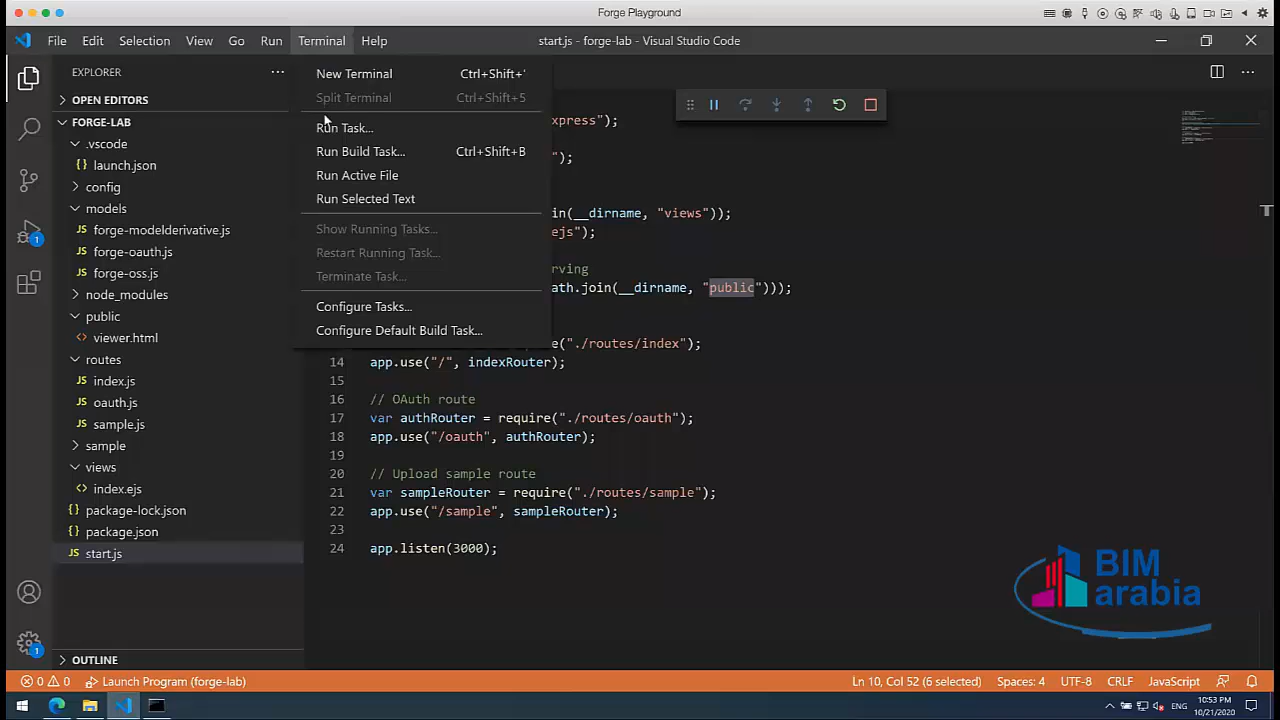 Forge Playground
File Edit Selection View Go Run Terminal Help start.js - forge-lab - Visual Studio Code
EXPLORER
OPEN EDITORS
FORGE-LAB
.vscode
launch.json
config
models
forge-modelderivative.js
forge-oauth.js
forge-oss.js
node_modules
public
viewer.html
routes
JS index.js
JS oauth.js
JS sample.js
sample
views
index.ejs
package-lock.json
package.json
JS start.js
OUTLINE
New Terminal Ctrl+Shift+`
Split Terminal Ctrl+Shift+5
Run Task...
Run Build Task... Ctrl+Shift+B
Run Active File
Run Selected Text
Show Running Tasks...
Restart Running Task...
Terminate Task...
Configure Tasks...
Configure Default Build Task...
xpress");
");
in(__dirname, "views"));
ejs");
rving
ath.join(__dirname, "public")));
("./routes/index");
14 app.use("/", indexRouter);
15
16 // OAuth route
17 var authRouter = require("./routes/oauth");
18 app.use("/oauth", authRouter);
19
20 // Upload sample route
21 var sampleRouter = require("./routes/sample");
22 app.use("/sample", sampleRouter);
23
24 app.listen(3000);
BIM
arabia
0 0 Launch Program (forge-lab) Ln 10, Col 52 (6 selected) Spaces: 4 UTF-8 CRLF JavaScript
ENG 10:53 PM
10/21/2020